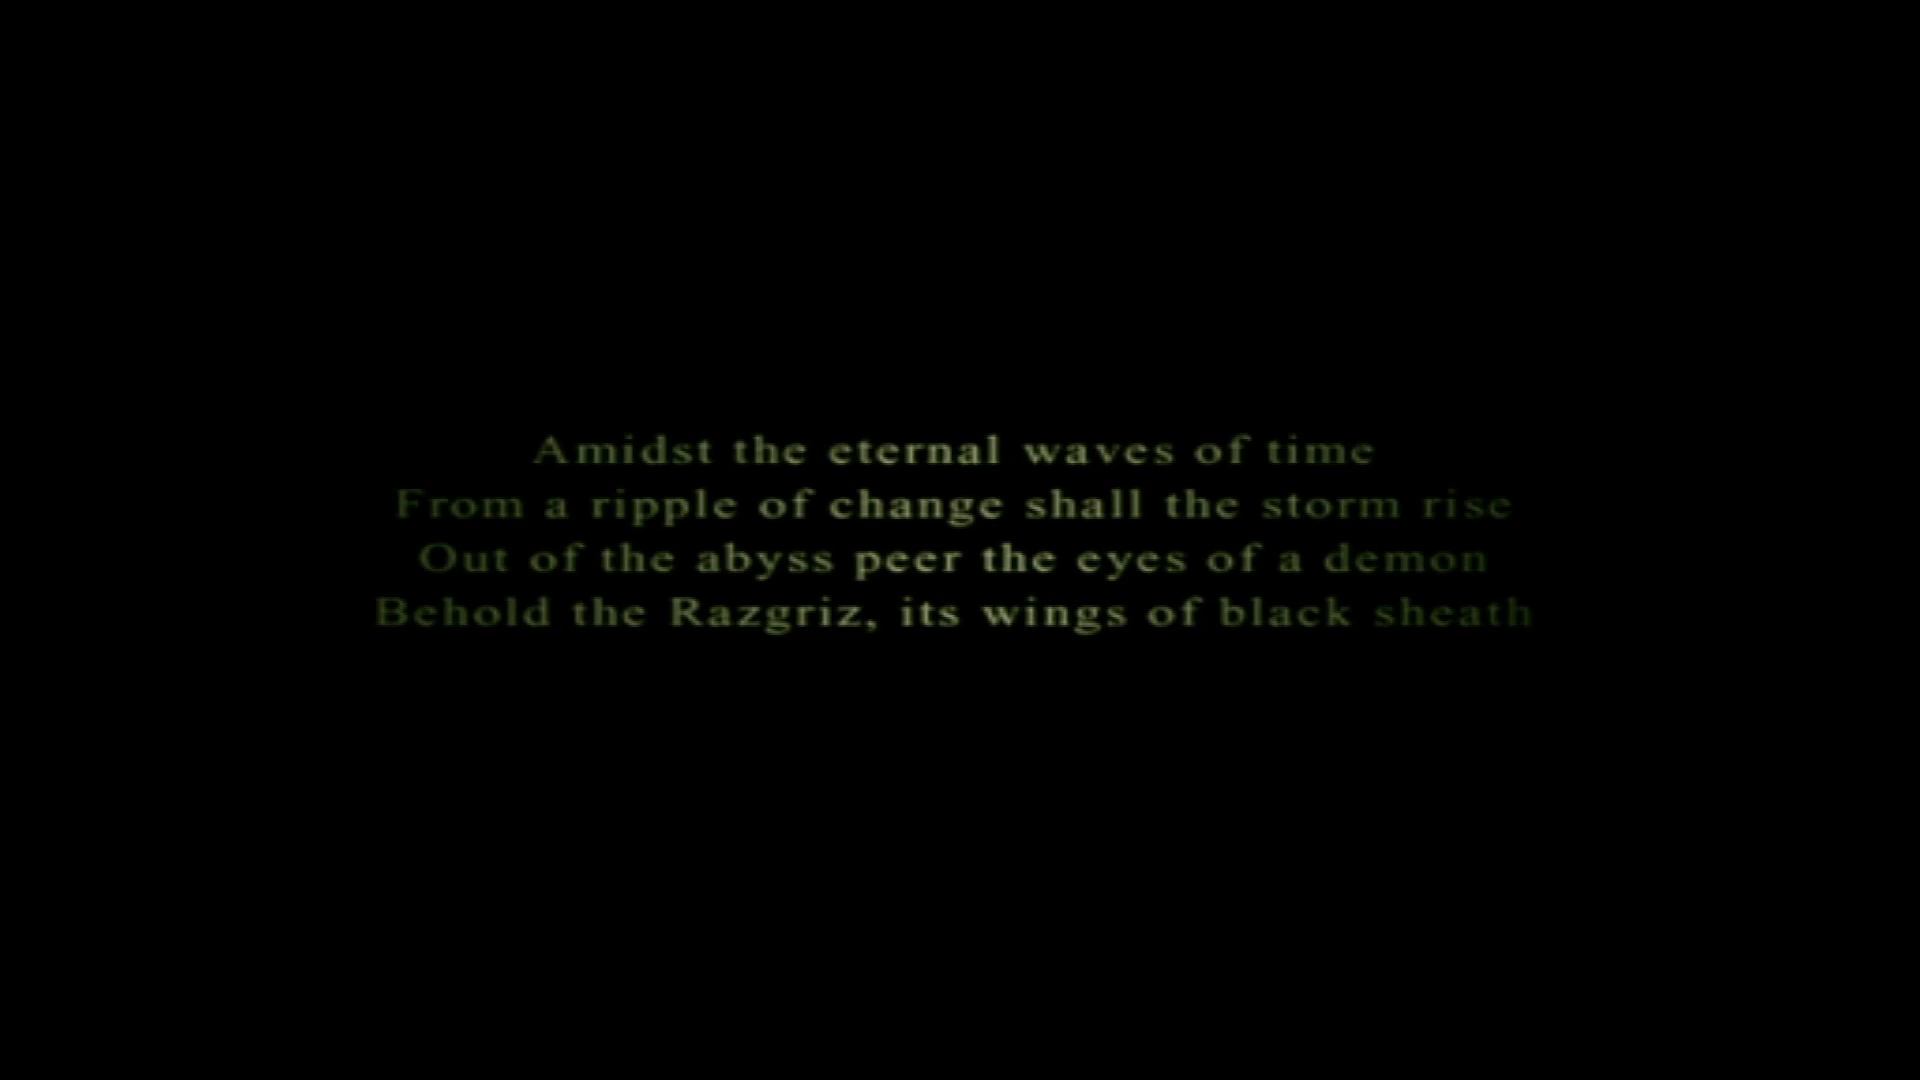 Amidst the eternal waves of time
From a ripple of change shall the storm rise
Out of the abyss peer the eyes of a demon
Behold the Razgriz, its wings of black sheath